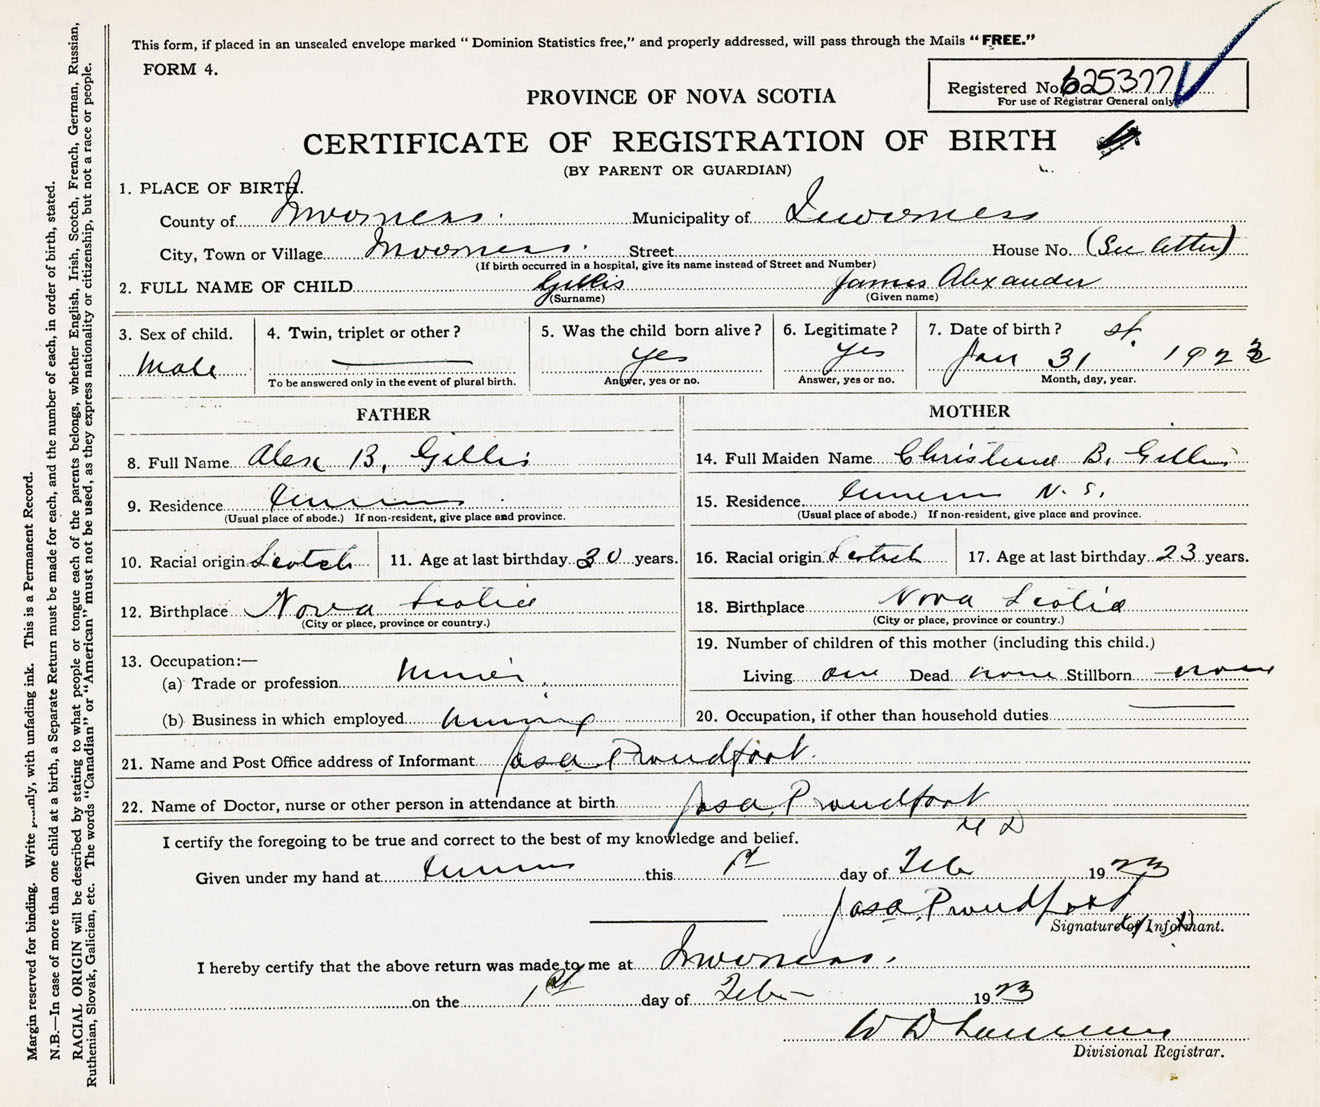 This form, if placed in an unsealed envelope marked “ Dominion Statistics free,” and properly addressed, will pass through the Mails “ FREE.”
FORM 4.
Registered No. 625377
For use of Registrar General only
PROVINCE OF NOVA SCOTIA
CERTIFICATE OF REGISTRATION OF BIRTH
(BY PARENT OR GUARDIAN)
1. PLACE OF BIRTH.
County of Inverness. Municipality of Inverness
City, Town or Village Inverness. Street House No. (See letter)
(If birth occurred in a hospital, give its name instead of Street and Number)
2. FULL NAME OF CHILD Gillis James Alexander
(Surname) (Given name)
3. Sex of child. 4. Twin, triplet or other ? 5. Was the child born alive ? 6. Legitimate ? 7. Date of birth ?
Male — yes yes Jan 31st. 1923
To be answered only in the event of plural birth. Answer, yes or no. Answer, yes or no. Month, day, year.
FATHER MOTHER
8. Full Name Alex B. Gillis 14. Full Maiden Name Christena B. Gillis
9. Residence Inverness 15. Residence Inverness N. S.
(Usual place of abode.) If non-resident, give place and province. (Usual place of abode.) If non-resident, give place and province.
10. Racial origin Scotch 11. Age at last birthday 30 years. 16. Racial origin Scotch 17. Age at last birthday 23 years.
12. Birthplace Nova Scotia 18. Birthplace Nova Scotia
(City or place, province or country.) (City or place, province or country.)
13. Occupation:— 19. Number of children of this mother (including this child.)
(a) Trade or profession Miner Living one Dead none Stillborn none
(b) Business in which employed Mining 20. Occupation, if other than household duties —
21. Name and Post Office address of Informant Jas a Proudfoot.
22. Name of Doctor, nurse or other person in attendance at birth Jas a. Proudfoot
M D
I certify the foregoing to be true and correct to the best of my knowledge and belief.
Given under my hand at Inverness this 1st day of Feb 1923
Jas a. Proudfoot
Signature of Informant.
I hereby certify that the above return was made to me at Inverness.
on the 1st day of Feb— 1923
W D
Divisional Registrar.
Margin reserved for binding. Write only, with unfading ink. This is a Permanent Record.
N.B.—In case of more than one child at a birth, a Separate Return must be made for each, and the number of each, in order of birth, stated.
RACIAL ORIGIN will be described by stating to what people or tongue each of the parents belongs, whether English, Irish, Scotch, French, German, Russian,
Ruthenian, Slovak, Galician, etc. The words “Canadian” or “American” must not be used, as they express nationality or citizenship, but not a race or people.